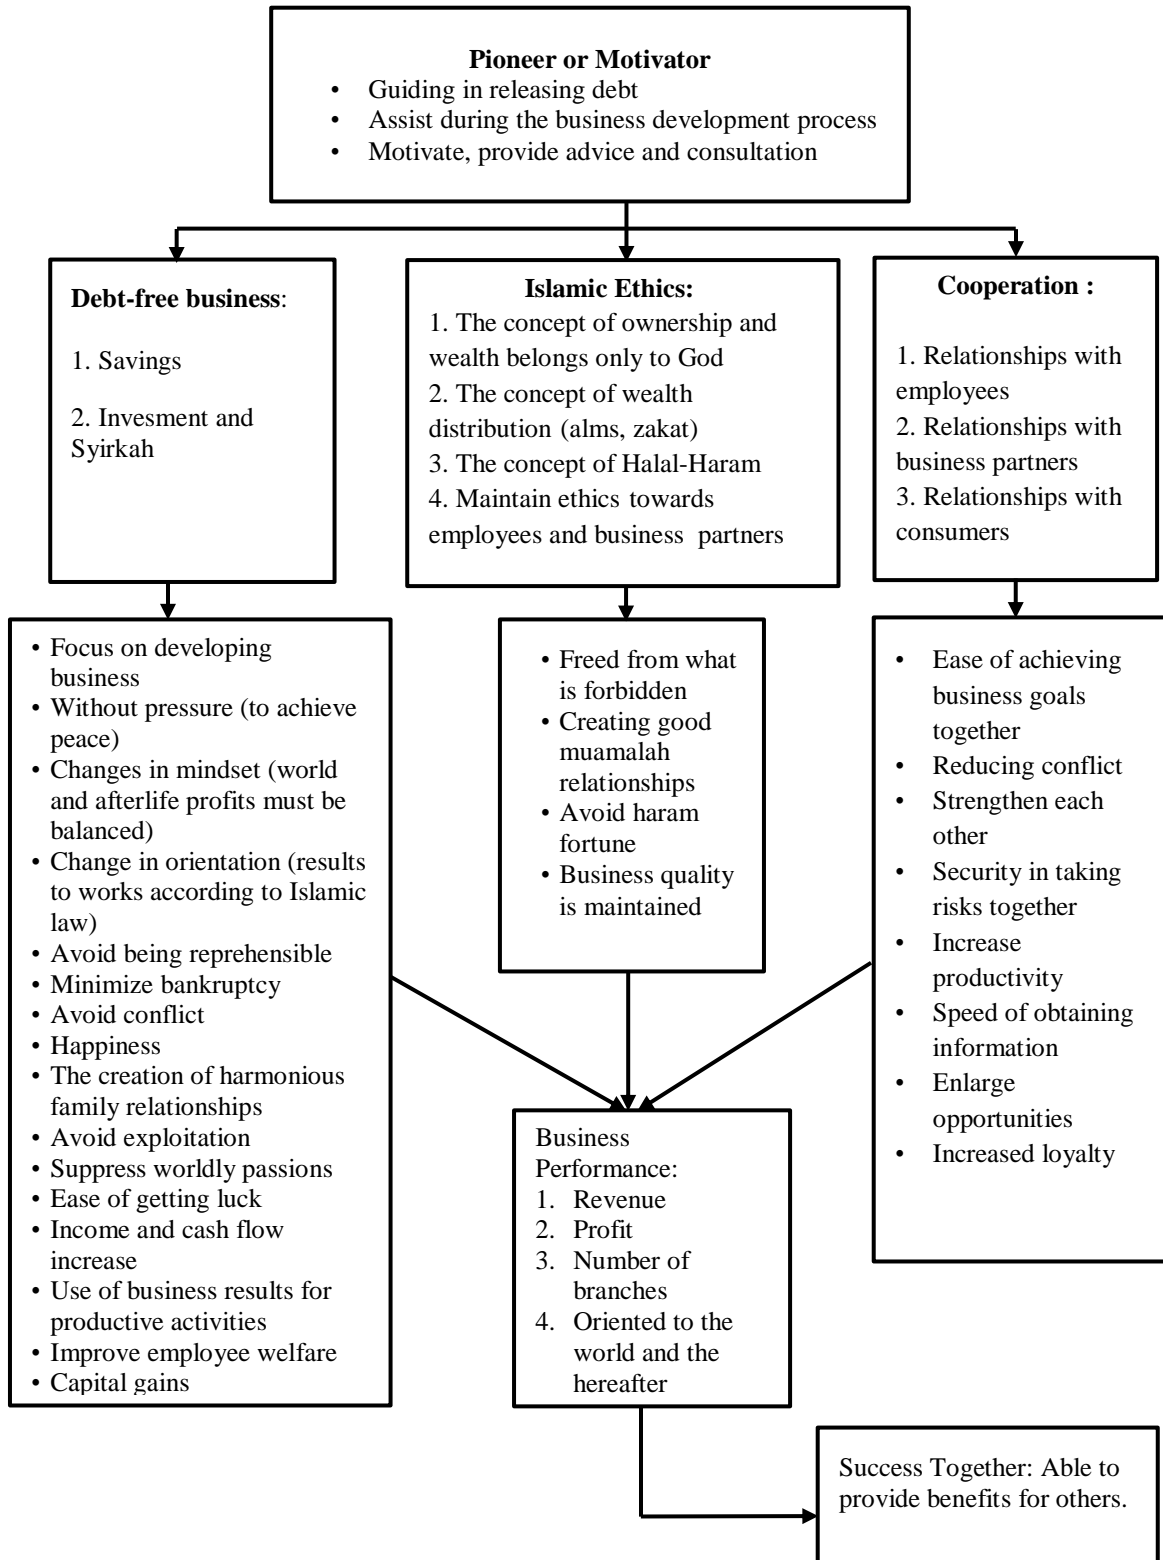 Pioneer or Motivator
• Guiding in releasing debt
• Assist during the business development process
• Motivate, provide advice and consultation
Debt-free business:
1. Savings
2. Invesment and
Syirkah
Islamic Ethics:
1. The concept of ownership and
wealth belongs only to God
2. The concept of wealth
distribution (alms, zakat)
3. The concept of Halal-Haram
4. Maintain ethics towards
employees and business partners
Cooperation :
1. Relationships with
employees
2. Relationships with
business partners
3. Relationships with
consumers
• Focus on developing
business
• Without pressure (to achieve
peace)
• Changes in mindset (world
and afterlife profits must be
balanced)
• Change in orientation (results
to works according to Islamic
law)
• Avoid being reprehensible
• Minimize bankruptcy
• Avoid conflict
• Happiness
• The creation of harmonious
family relationships
• Avoid exploitation
• Suppress worldly passions
• Ease of getting luck
• Income and cash flow
increase
• Use of business results for
productive activities
• Improve employee welfare
• Capital gains
• Freed from what
is forbidden
• Creating good
muamalah
relationships
• Avoid haram
fortune
• Business quality
is maintained
• Ease of achieving
business goals
together
• Reducing conflict
• Strengthen each
other
• Security in taking
risks together
• Increase
productivity
• Speed of obtaining
information
• Enlarge
opportunities
• Increased loyalty
Business
Performance:
1. Revenue
2. Profit
3. Number of
branches
4. Oriented to the
world and the
hereafter
Success Together: Able to
provide benefits for others.